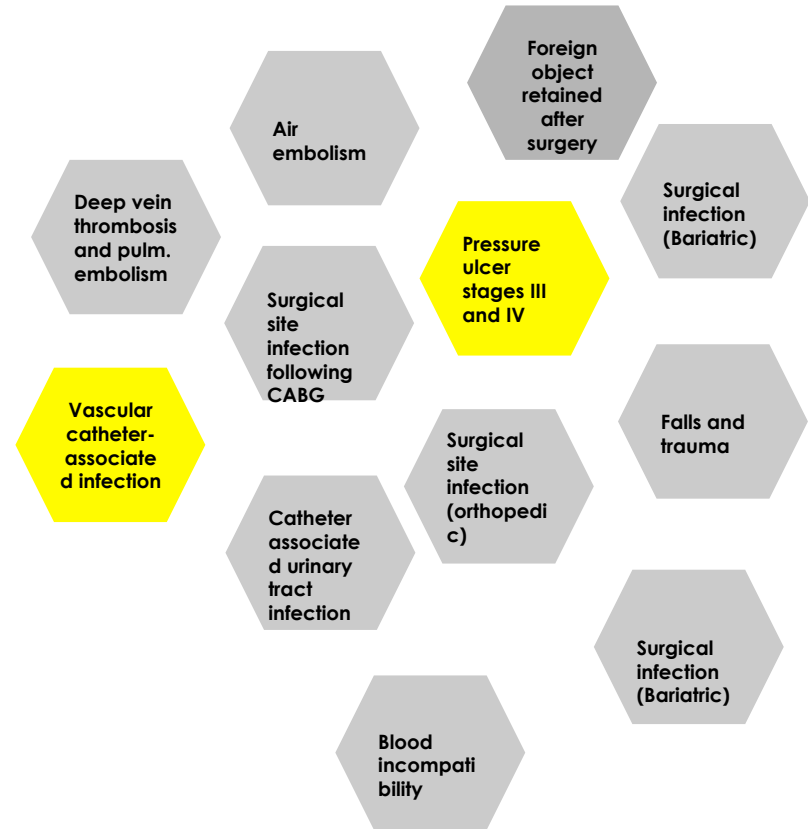 Foreign
object
retained
after
surgery
Air
embolism
Surgical
infection
(Bariatric)
Deep vein
thrombosis
and pulm.
embolism
Pressure
ulcer
stages III
and IV
Surgical
site
infection
following
CABG
Vascular
catheter-
associate
d infection
Falls and
trauma
Surgical
site
infection
(orthopedi
c)
Catheter
associate
d urinary
tract
infection
Surgical
infection
(Bariatric)
Blood
incompati
bility